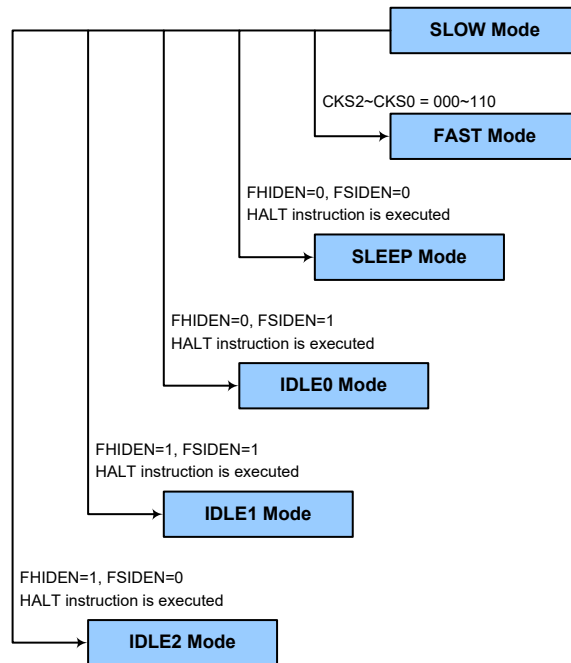 SLOW Mode
CKS2~CKS0 = 000~110
FAST Mode
FHIDEN=0, FSIDEN=0
HALT instruction is executed
SLEEP Mode
FHIDEN=0, FSIDEN=1
HALT instruction is executed
IDLE0 Mode
FHIDEN=1, FSIDEN=1
HALT instruction is executed
IDLE1 Mode
FHIDEN=1, FSIDEN=0
HALT instruction is executed
IDLE2 Mode